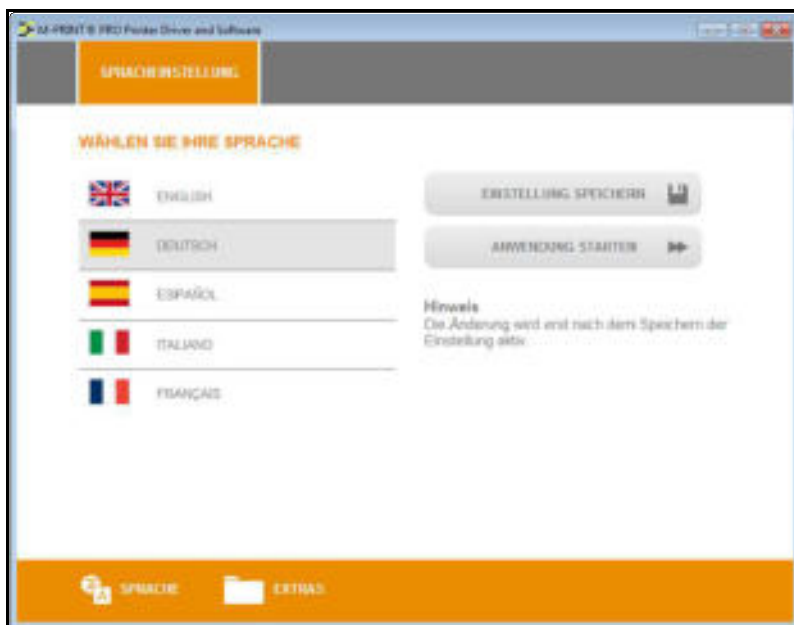 M-PRINT® PRO Printer Driver and Software
SPRACHEINSTELLUNG
WÄHLEN SIE IHRE SPRACHE
ENGLISH
DEUTSCH
ESPAÑOL
ITALIANO
FRANÇAIS
EINSTELLUNG SPEICHERN
ANWENDUNG STARTEN
Hinweis
Die Änderung wird erst nach dem Speichern der
Einstellung aktiv
SPRACHE
EXTRAS